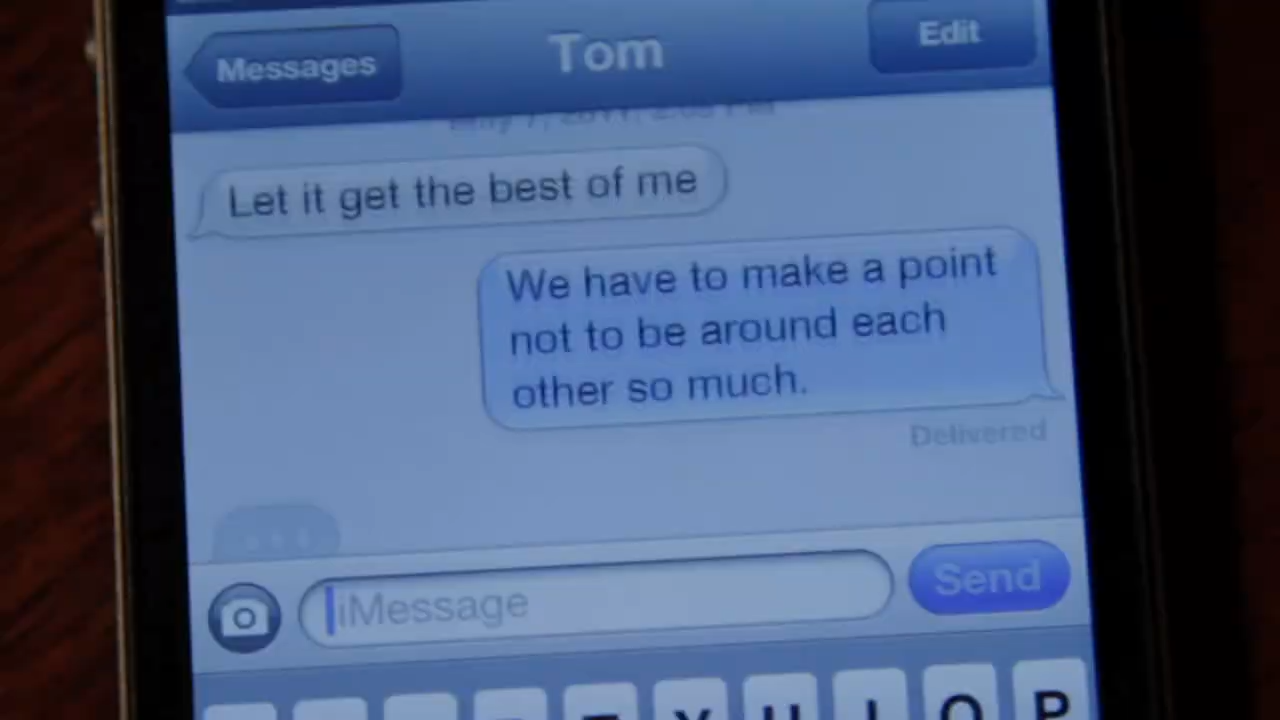 Messages
Tom
Edit
Let it get the best of me
We have to make a point
not to be around each
other so much.
Delivered
iMessage
Send
Y U I O P